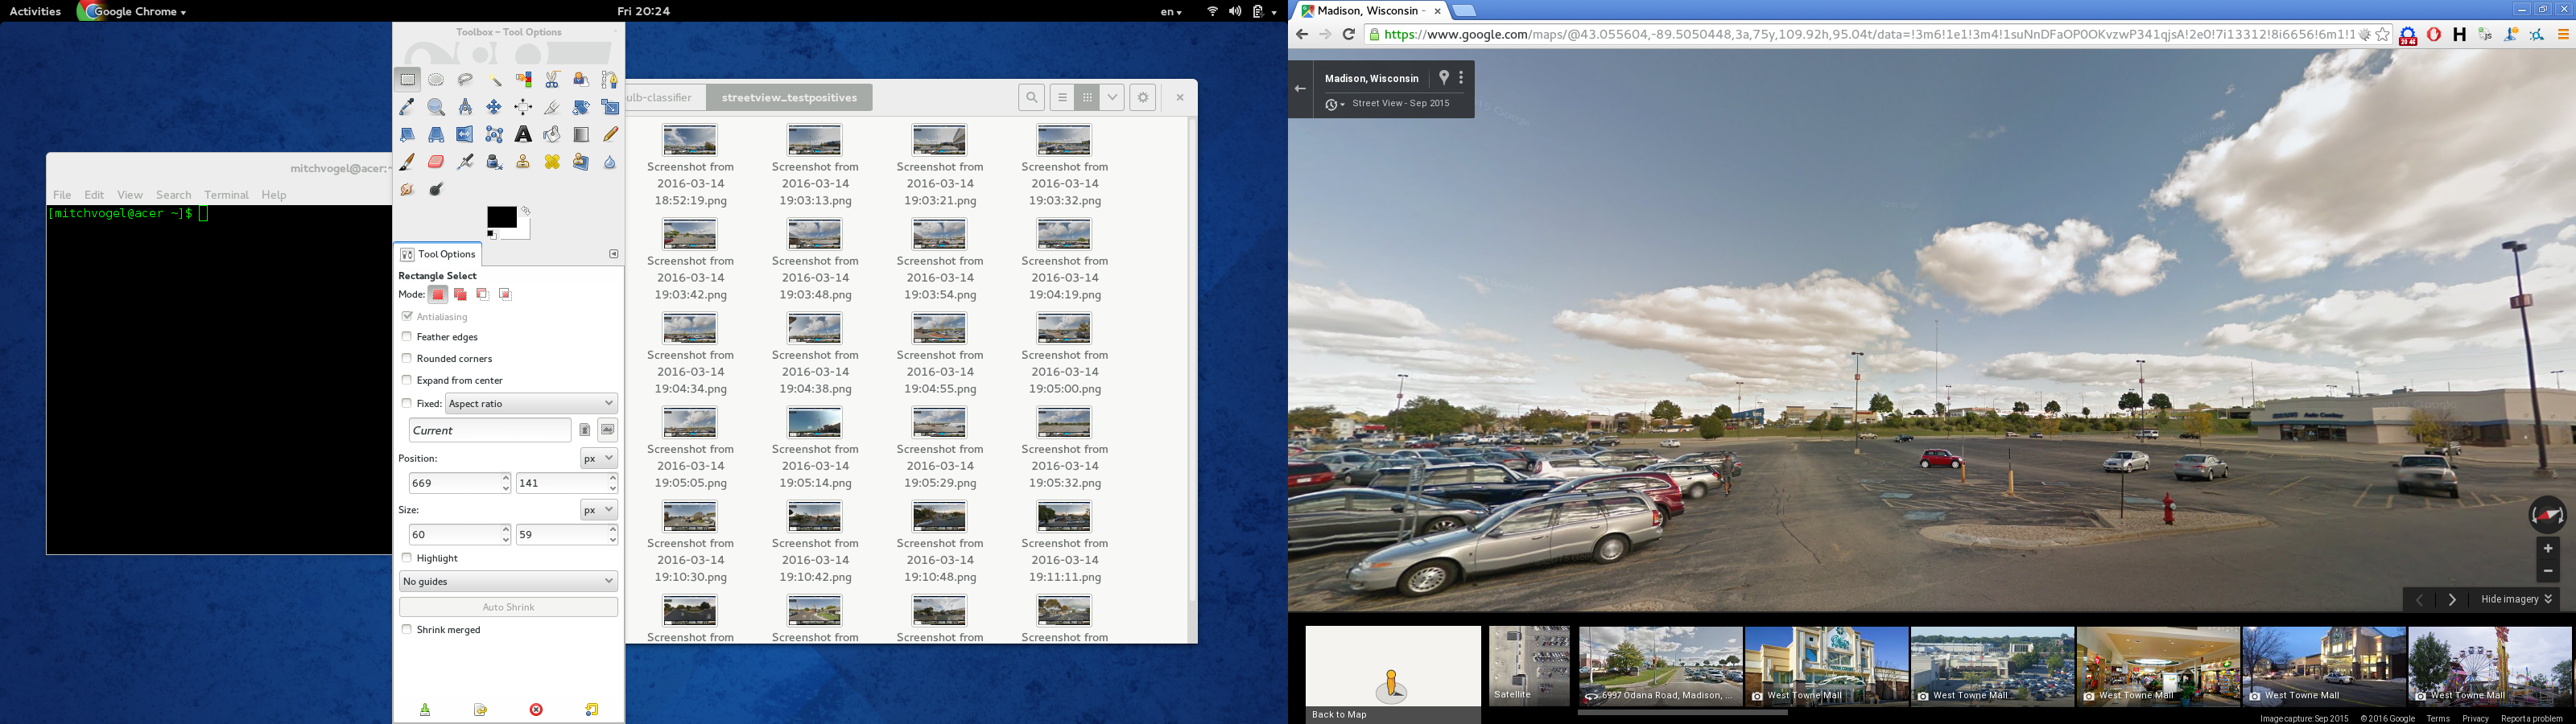 Activities
Google Chrome
Fri 20:24
en
Toolbox – Tool Options
mitchvogel@acer:~
File Edit View Search Terminal Help
[mitchvogel@acer ~]$
Tool Options
Rectangle Select
Mode:
Antialiasing
Feather edges
Rounded corners
Expand from center
Fixed: Aspect ratio
Current
Position: px
669 141
Size: px
60 59
Highlight
No guides
Auto Shrink
Shrink merged
ulb-classifier
streetview_testpositives
Screenshot from 2016-03-14 18:52:19.png
Screenshot from 2016-03-14 19:03:13.png
Screenshot from 2016-03-14 19:03:21.png
Screenshot from 2016-03-14 19:03:32.png
Screenshot from 2016-03-14 19:03:42.png
Screenshot from 2016-03-14 19:03:48.png
Screenshot from 2016-03-14 19:03:54.png
Screenshot from 2016-03-14 19:04:19.png
Screenshot from 2016-03-14 19:04:34.png
Screenshot from 2016-03-14 19:04:38.png
Screenshot from 2016-03-14 19:04:55.png
Screenshot from 2016-03-14 19:05:00.png
Screenshot from 2016-03-14 19:05:05.png
Screenshot from 2016-03-14 19:05:14.png
Screenshot from 2016-03-14 19:05:29.png
Screenshot from 2016-03-14 19:05:32.png
Screenshot from 2016-03-14 19:10:30.png
Screenshot from 2016-03-14 19:10:42.png
Screenshot from 2016-03-14 19:10:48.png
Screenshot from 2016-03-14 19:11:11.png
Screenshot from
Screenshot from
Screenshot from
Screenshot from
Madison, Wisconsin -
https://www.google.com/maps/@43.055604,-89.5050448,3a,75y,109.92h,95.04t/data=!3m6!1e1!3m4!1suNnDFaOP0OKvzwP341qjsA!2e0!7i13312!8i6656!6m1!1
Madison, Wisconsin
Street View - Sep 2015
Auto Center
Hide imagery
Back to Map
Satellite
6997 Odana Road, Madison, ...
West Towne Mall
West Towne Mall
West Towne Mall
West Towne Mall
West Towne Mall
Image capture: Sep 2015 © 2016 Google Terms Privacy Report a problem